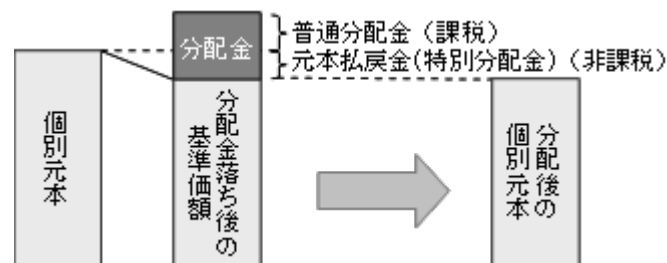 分配金
普通分配金（課税）
元本払戻金(特別分配金)（非課税）
個別元本
分配金落ち後の
基準価額
分配後の
個別元本